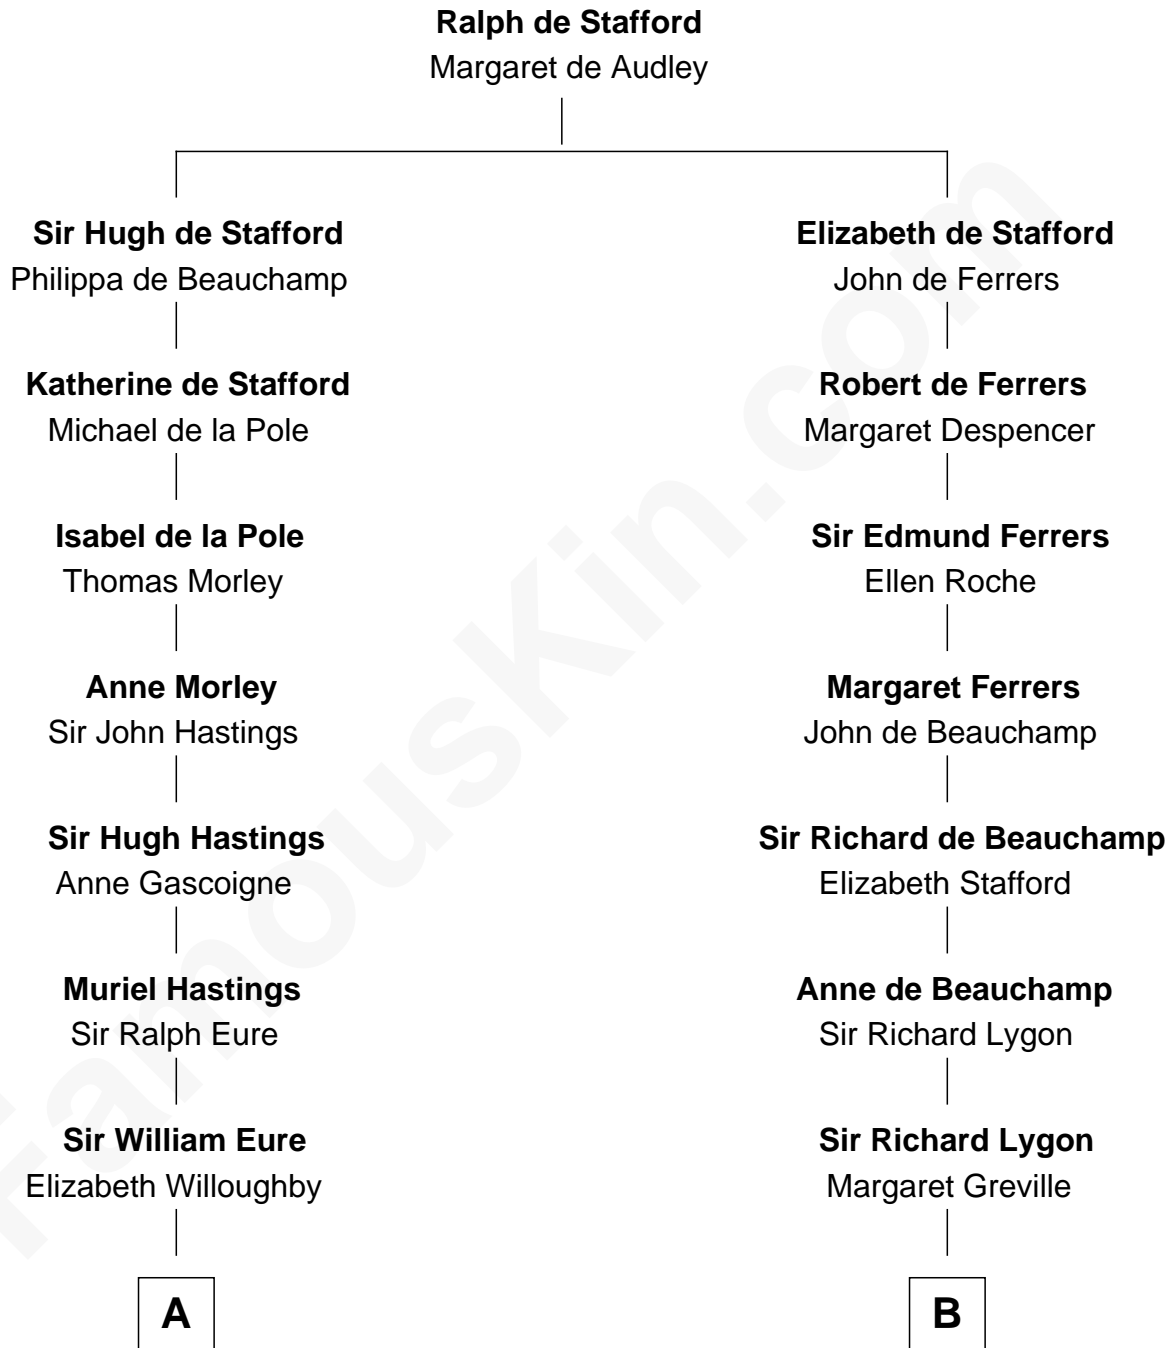 Ralph de Stafford
Margaret de Audley
Sir Hugh de Stafford
Philippa de Beauchamp
Katherine de Stafford
Michael de la Pole
Isabel de la Pole
Thomas Morley
Anne Morley
Sir John Hastings
Sir Hugh Hastings
Anne Gascoigne
Muriel Hastings
Sir Ralph Eure
Sir William Eure
Elizabeth Willoughby
A
Elizabeth de Stafford
John de Ferrers
Robert de Ferrers
Margaret Despencer
Sir Edmund Ferrers
Ellen Roche
Margaret Ferrers
John de Beauchamp
Sir Richard de Beauchamp
Elizabeth Stafford
Anne de Beauchamp
Sir Richard Lygon
Sir Richard Lygon
Margaret Greville
B
FamousKin.com